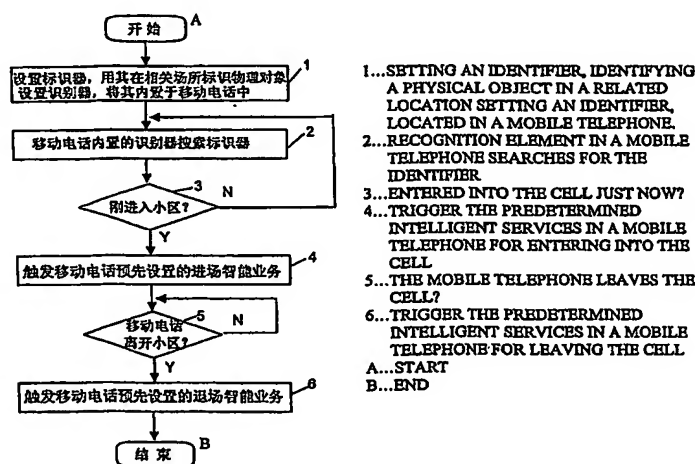 开 始
A
设置标识器，用其在相关场所标识物理对象
设置识别器，将其内置于移动电话中
1
移动电话内置的识别器搜索标识器
2
刚进入小区?
3
N
Y
触发移动电话预先设置的进场智能业务
4
移动电话
离开小区?
5
N
Y
触发移动电话预先设置的退场智能业务
6
结 束
B
1...SETTING AN IDENTIFIER, IDENTIFYING
A PHYSICAL OBJECT IN A RELATED
LOCATION SETTING AN IDENTIFIER,
LOCATED IN A MOBILE TELEPHONE.
2...RECOGNITION ELEMENT IN A MOBILE
TELEPHONE SEARCHES FOR THE
IDENTIFIER
3...ENTERED INTO THE CELL JUST NOW?
4...TRIGGER THE PREDETERMINED
INTELLIGENT SERVICES IN A MOBILE
TELEPHONE FOR ENTERING INTO THE
CELL
5...THE MOBILE TELEPHONE LEAVES THE
CELL?
6...TRIGGER THE PREDETERMINED
INTELLIGENT SERVICES IN A MOBILE
TELEPHONE FOR LEAVING THE CELL
A...START
B...END